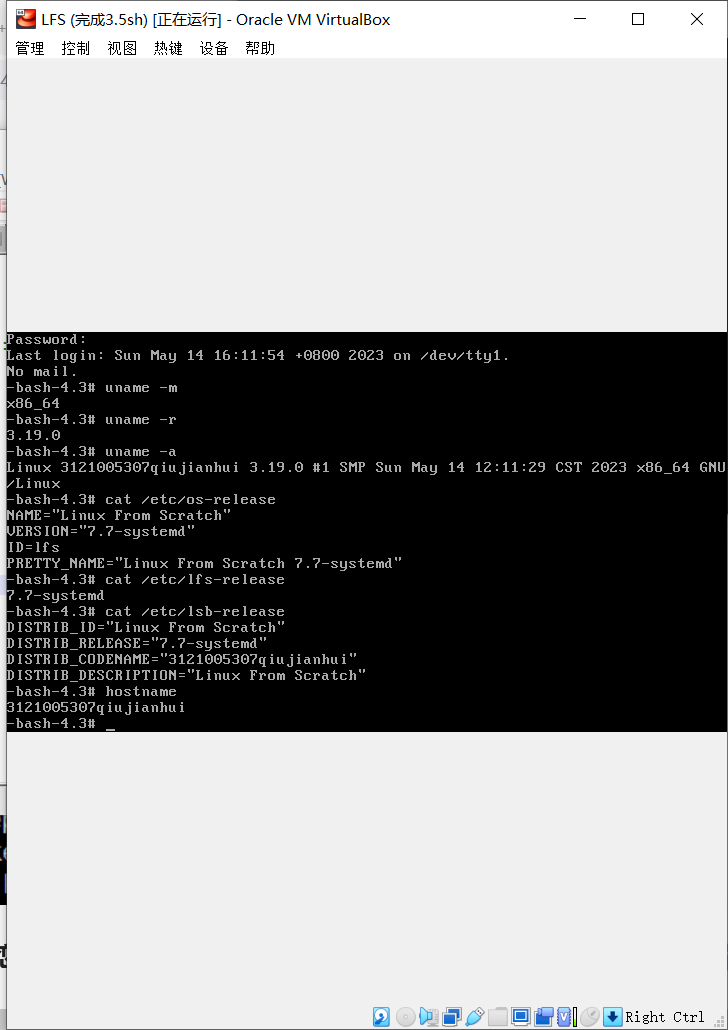 LFS (完成3.5sh) [正在运行] - Oracle VM VirtualBox
管理 控制 视图 热键 设备 帮助
Password:
Last login: Sun May 14 16:11:54 +0800 2023 on /dev/tty1.
No mail.
-bash-4.3# uname -m
x86_64
-bash-4.3# uname -r
3.19.0
-bash-4.3# uname -a
Linux 3121005307qiujianhui 3.19.0 #1 SMP Sun May 14 12:11:29 CST 2023 x86_64 GNU
/Linux
-bash-4.3# cat /etc/os-release
NAME="Linux From Scratch"
VERSION="7.7-systemd"
ID=lfs
PRETTY_NAME="Linux From Scratch 7.7-systemd"
-bash-4.3# cat /etc/lfs-release
7.7-systemd
-bash-4.3# cat /etc/lsb-release
DISTRIB_ID="Linux From Scratch"
DISTRIB_RELEASE="7.7-systemd"
DISTRIB_CODENAME="3121005307qiujianhui"
DISTRIB_DESCRIPTION="Linux From Scratch"
-bash-4.3# hostname
3121005307qiujianhui
-bash-4.3# _
Right Ctrl